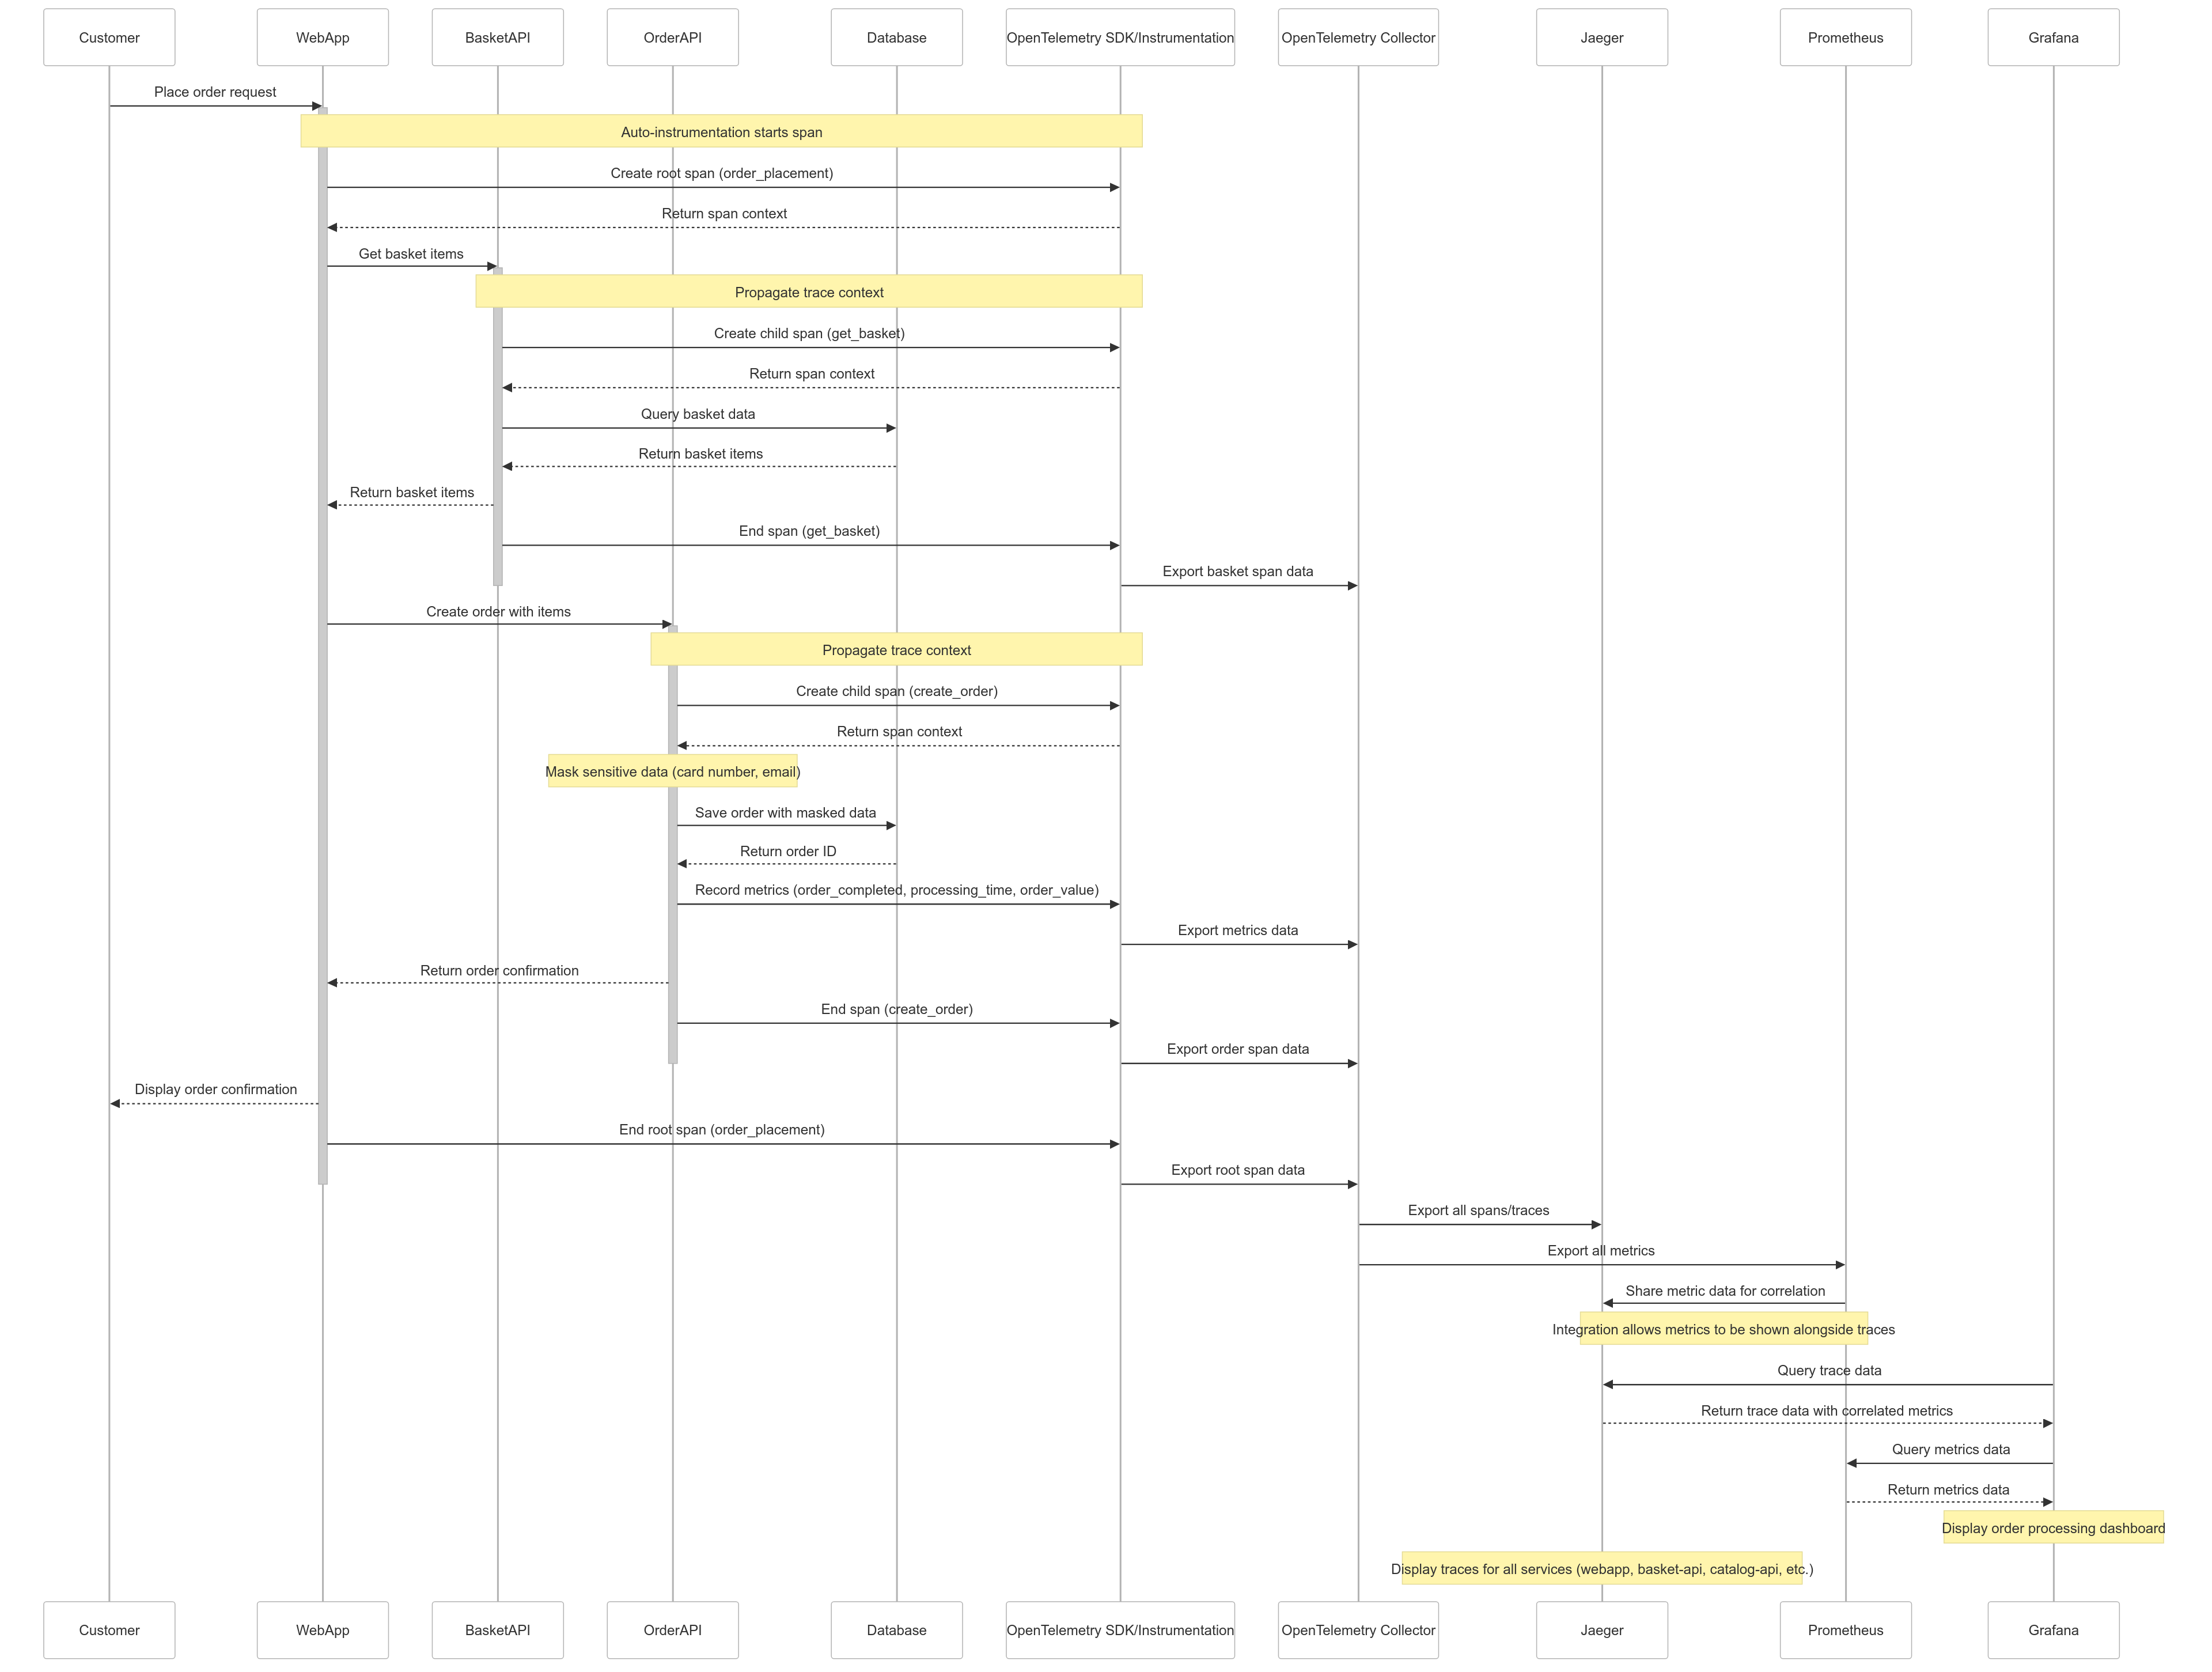 Customer
WebApp
BasketAPI
OrderAPI
Database
OpenTelemetry SDK/Instrumentation
OpenTelemetry Collector
Jaeger
Prometheus
Grafana
Place order request
Auto-instrumentation starts span
Create root span (order_placement)
Return span context
Get basket items
Propagate trace context
Create child span (get_basket)
Return span context
Query basket data
Return basket items
Return basket items
End span (get_basket)
Export basket span data
Create order with items
Propagate trace context
Create child span (create_order)
Return span context
Mask sensitive data (card number, email)
Save order with masked data
Return order ID
Record metrics (order_completed, processing_time, order_value)
Export metrics data
Return order confirmation
End span (create_order)
Export order span data
Display order confirmation
End root span (order_placement)
Export root span data
Export all spans/traces
Export all metrics
Share metric data for correlation
Integration allows metrics to be shown alongside traces
Query trace data
Return trace data with correlated metrics
Query metrics data
Return metrics data
Display order processing dashboard
Display traces for all services (webapp, basket-api, catalog-api, etc.)
Customer
WebApp
BasketAPI
OrderAPI
Database
OpenTelemetry SDK/Instrumentation
OpenTelemetry Collector
Jaeger
Prometheus
Grafana